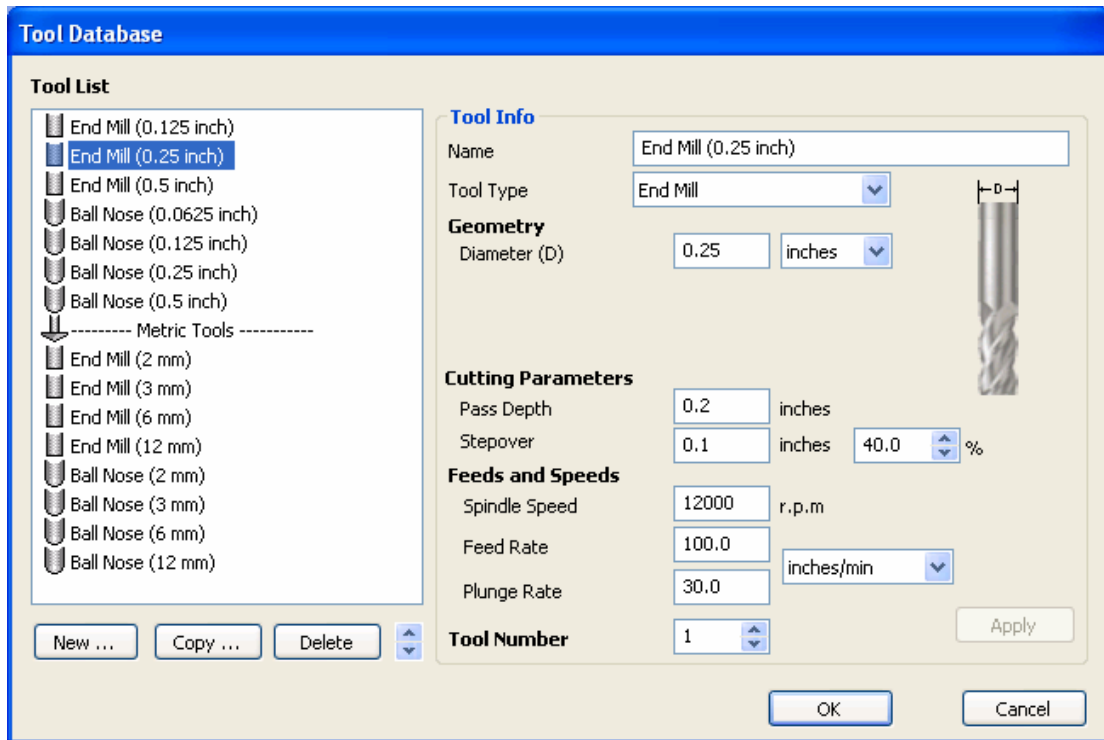 Tool Database
Tool List
End Mill (0.125 inch)
End Mill (0.25 inch)
End Mill (0.5 inch)
Ball Nose (0.0625 inch)
Ball Nose (0.125 inch)
Ball Nose (0.25 inch)
Ball Nose (0.5 inch)
--------- Metric Tools -----------
End Mill (2 mm)
End Mill (3 mm)
End Mill (6 mm)
End Mill (12 mm)
Ball Nose (2 mm)
Ball Nose (3 mm)
Ball Nose (6 mm)
Ball Nose (12 mm)
New ... Copy ... Delete
Tool Info
Name End Mill (0.25 inch)
Tool Type End Mill
D
Geometry
Diameter (D) 0.25 inches
Cutting Parameters
Pass Depth 0.2 inches
Stepover 0.1 inches 40.0 %
Feeds and Speeds
Spindle Speed 12000 r.p.m
Feed Rate 100.0
inches/min
Plunge Rate 30.0
Tool Number 1
Apply
OK Cancel